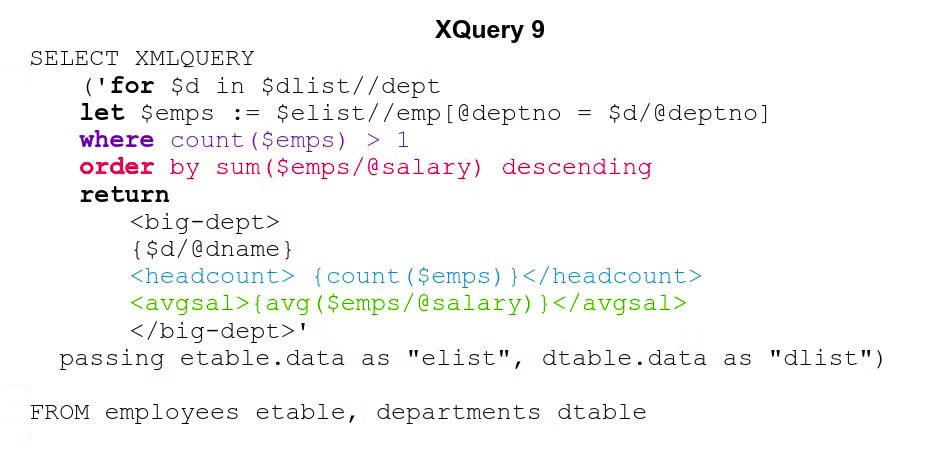 XQuery 9
SELECT XMLQUERY
('for $d in $dlist//dept
let $emps := $elist//emp[@deptno = $d/@deptno]
where count($emps) > 1
order by sum($emps/@salary) descending
return
<big-dept>
{$d/@dname}
<headcount> {count($emps)}</headcount>
<avgsal>{avg($emps/@salary)}</avgsal>
</big-dept>'
passing etable.data as "elist", dtable.data as "dlist")
FROM employees etable, departments dtable